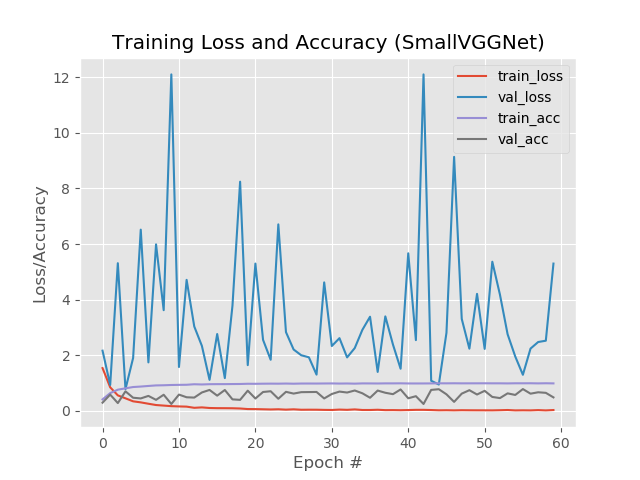 Training Loss and Accuracy (SmallVGGNet)
train_loss
val_loss
train_acc
val_acc
12
10
8
6
4
2
0
Loss/Accuracy
0 10 20 30 40 50 60
Epoch #